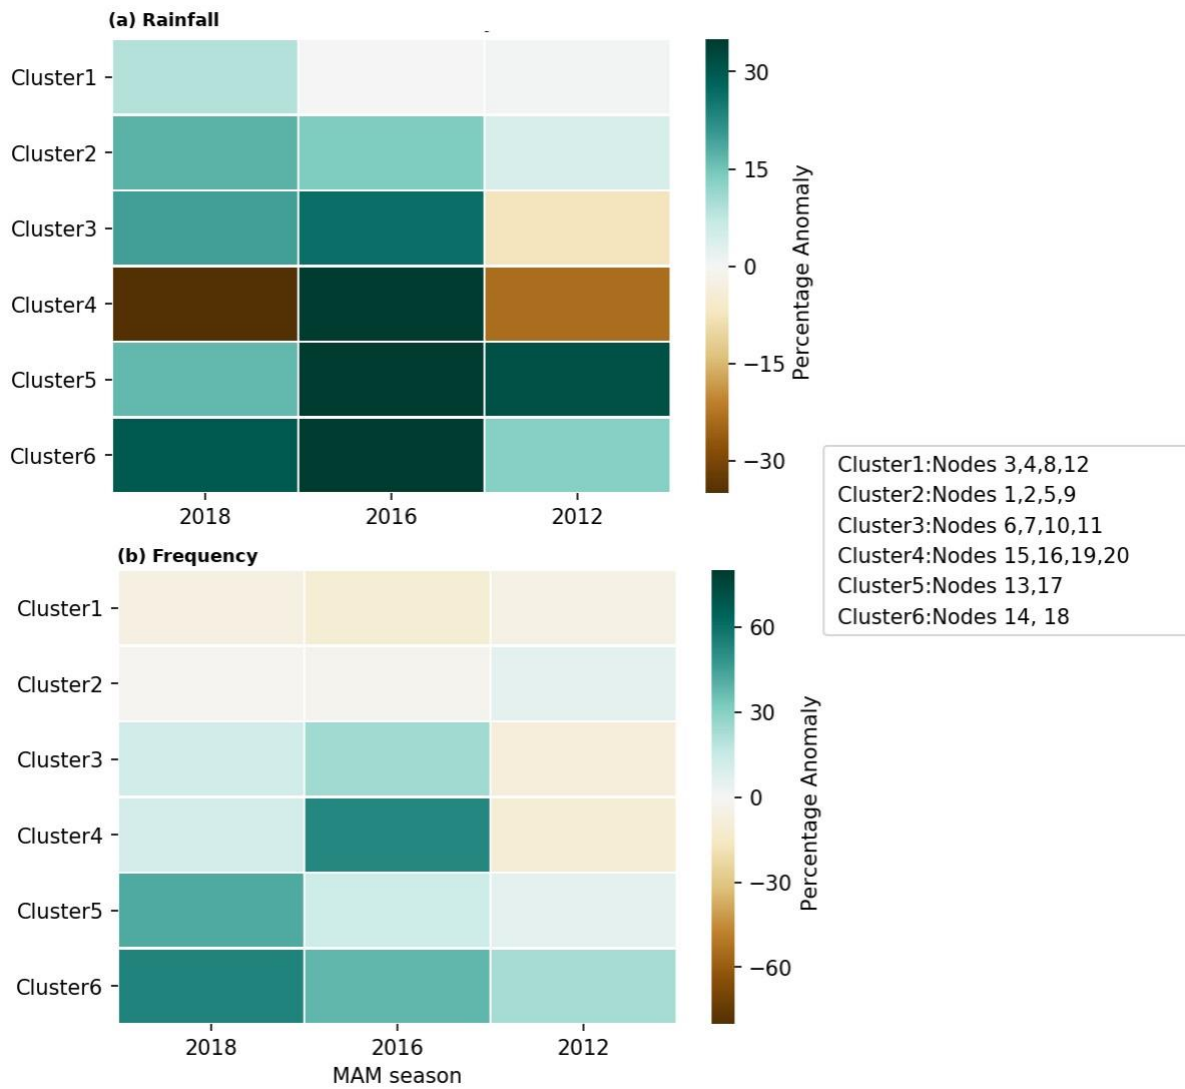 (a) Rainfall
Cluster1
Cluster2
Cluster3
Cluster4
Cluster5
Cluster6
2018 2016 2012
30
15
0
−15
−30
Percentage Anomaly
Cluster1:Nodes 3,4,8,12
Cluster2:Nodes 1,2,5,9
Cluster3:Nodes 6,7,10,11
Cluster4:Nodes 15,16,19,20
Cluster5:Nodes 13,17
Cluster6:Nodes 14, 18
(b) Frequency
Cluster1
Cluster2
Cluster3
Cluster4
Cluster5
Cluster6
2018 2016 2012
MAM season
60
30
0
−30
−60
Percentage Anomaly